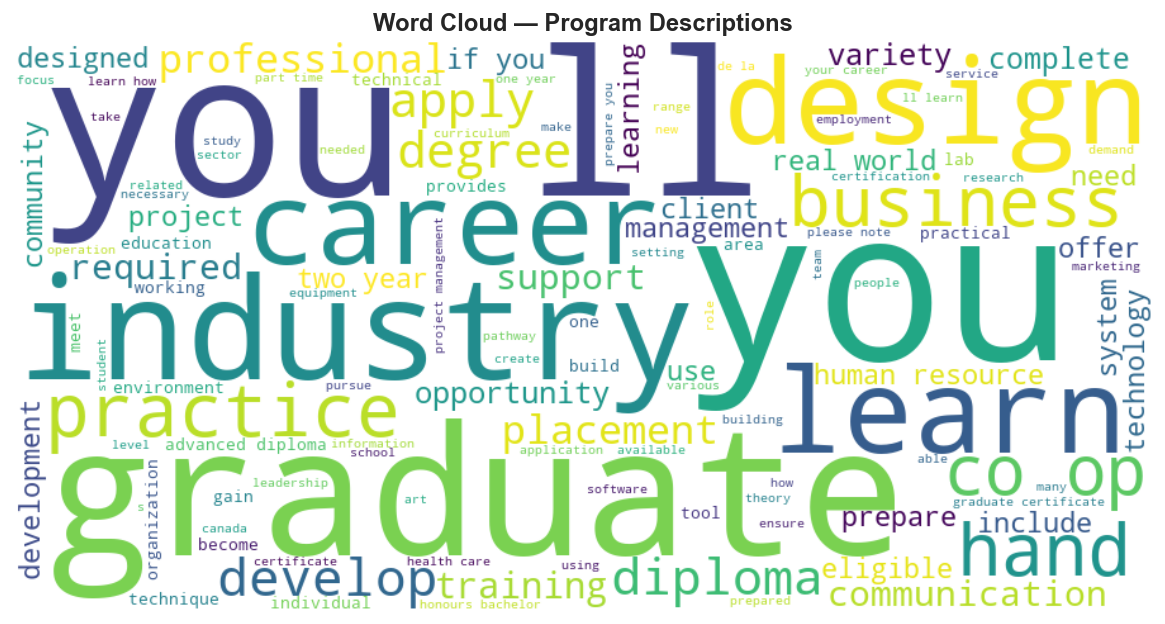 Word Cloud — Program Descriptions
designed
professional
if you
ll
learning
variety
complete
focus
learn how
part time
technical
one year
de la
your career
service
you
apply
prepare you
design
ll learn
take
range
employment
curriculum
make
new
study
sector
needed
degree
demand
community
real world
lab
related
necessary
provides
certification
research
need
career
business
project
client
management
please note
practical
operation
education
project management
setting
area
team
offer
required
working
two year
support
you
people
marketing
industry
equipment
system
technology
meet
student
pathway
one
role
create
build
use
various
human resource
environment
pursue
opportunity
learn
practice
placement
building
development
level
advanced diploma
information
school
application
available
able
graduate
co op
organization
gain
leadership
art
software
how
theory
many
graduate certificate
s
tool
ensure
prepare
include
canada
become
certificate
health care
using
hand
develop
training
diploma
eligible
communication
technique
individual
honours bachelor
prepared